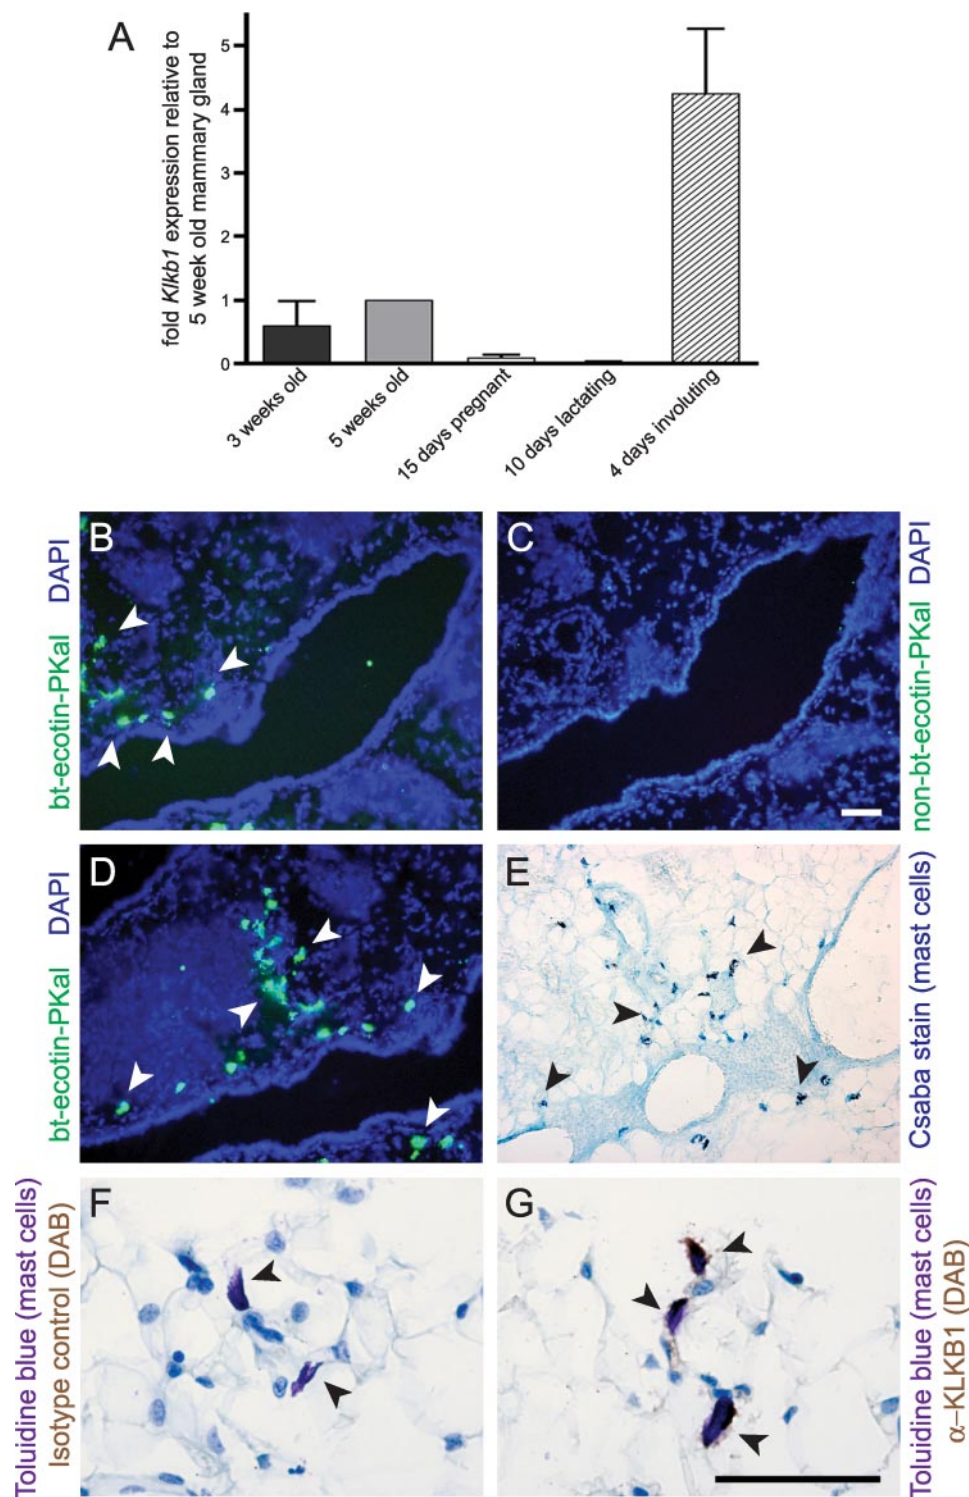 A
fold Klkb1 expression relative to
5 week old mammary gland
5
4
3
2
1
0
3 weeks old
5 weeks old
15 days pregnant
10 days lactating
4 days involuting
B
bt-ecotin-PKal DAPI
C
non-bt-ecotin-PKal DAPI
D
bt-ecotin-PKal DAPI
E
Csaba stain (mast cells)
F
Toluidine blue (mast cells)
Isotype control (DAB)
G
Toluidine blue (mast cells)
α–KLKB1 (DAB)